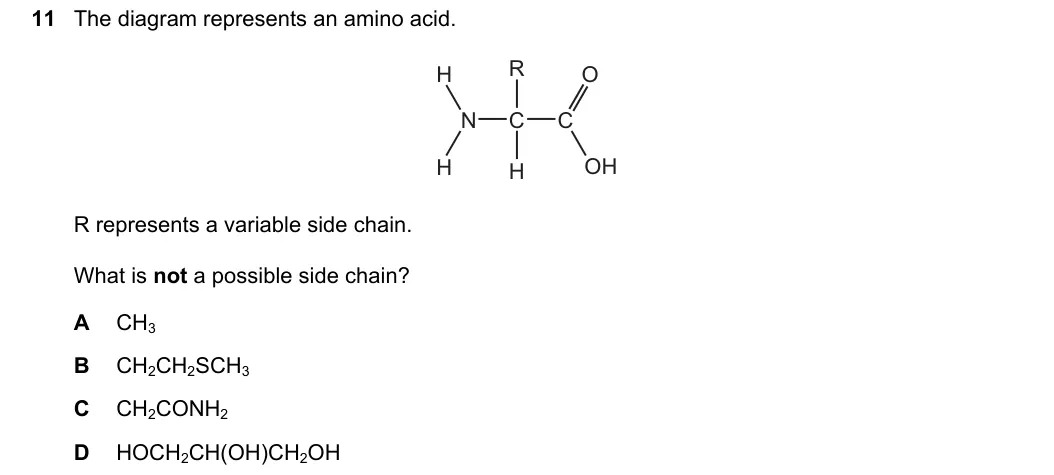 11 The diagram represents an amino acid.
H R O
N C C
H H OH
R represents a variable side chain.
What is not a possible side chain?
A CH₃
B CH₂CH₂SCH₃
C CH₂CONH₂
D HOCH₂CH(OH)CH₂OH